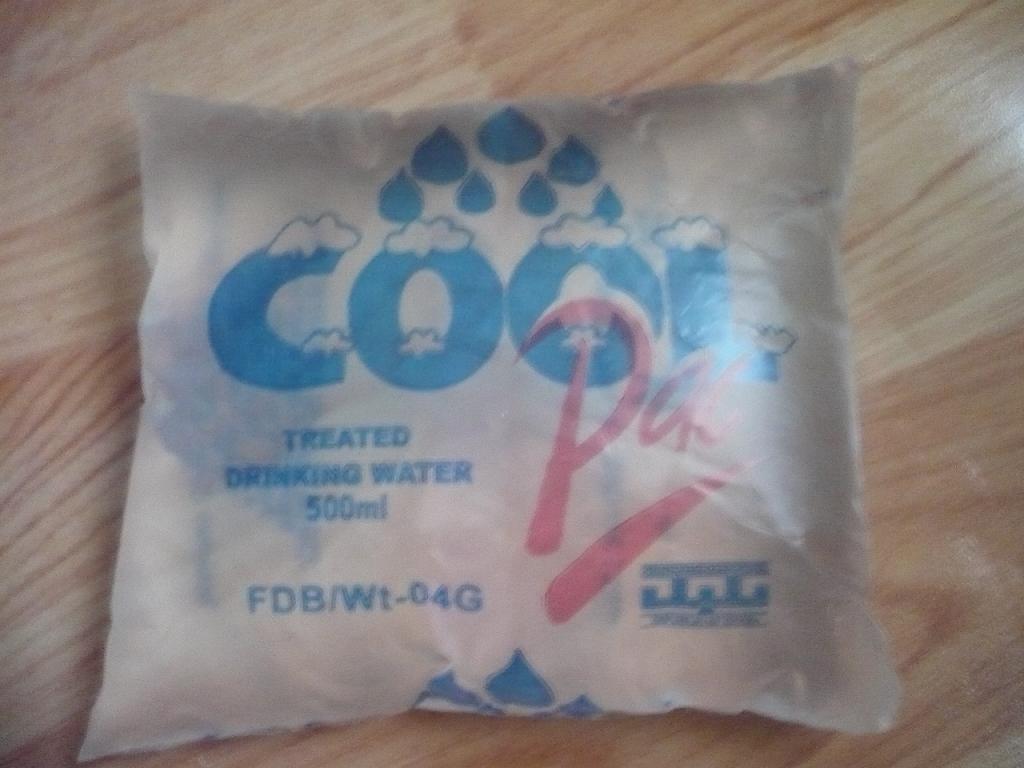 COOL
Pac
TREATED
DRINKING WATER
500ml
FDB/Wt-04G